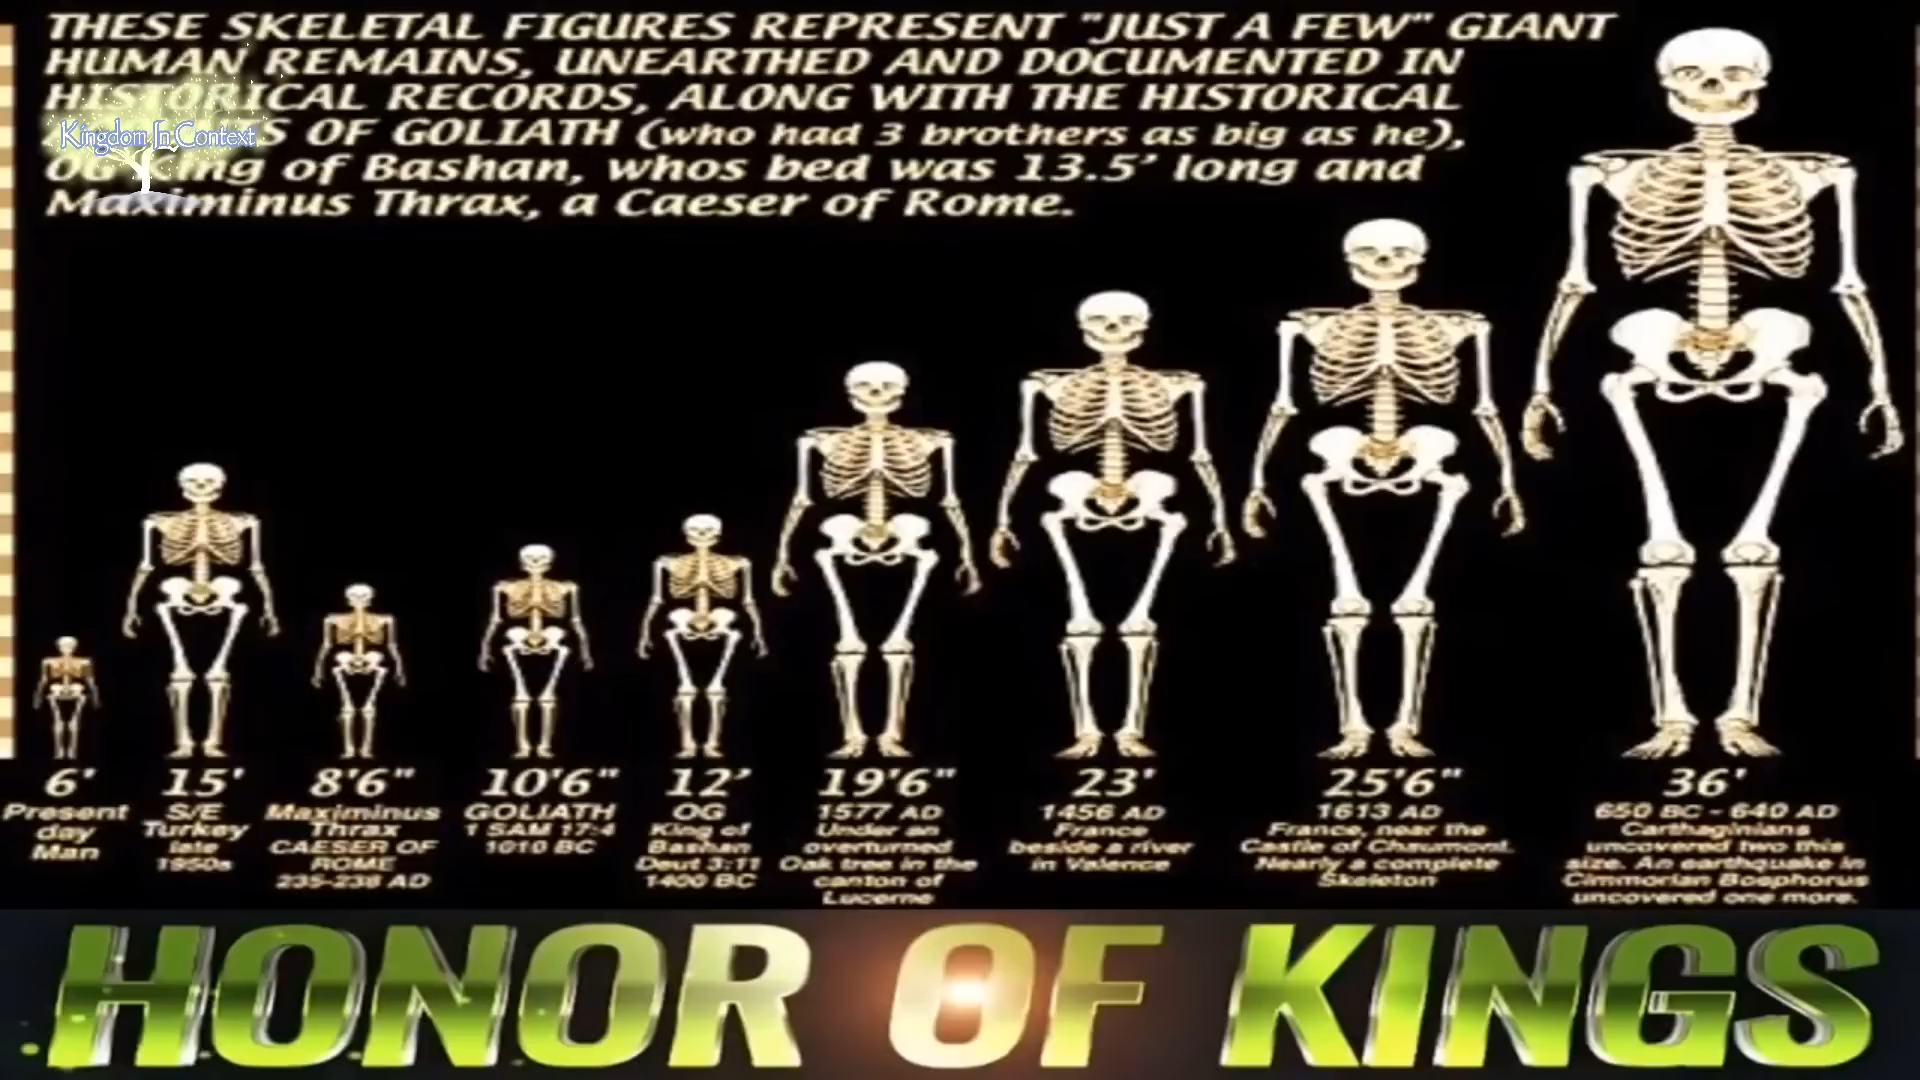 THESE SKELETAL FIGURES REPRESENT "JUST A FEW" GIANT
HUMAN REMAINS, UNEARTHED AND DOCUMENTED IN
HISTORICAL RECORDS, ALONG WITH THE HISTORICAL
S OF GOLIATH (who had 3 brothers as big as he),
Kingdom In Context
OG King of Bashan, whos bed was 13.5' long and
Maximinus Thrax, a Caeser of Rome.
6'
Present
day
Man
15'
S/E
Turkey
late
1950s
8'6"
Maximinus
Thrax
CAESER OF
ROME
235-238 AD
10'6"
GOLIATH
1 SAM 17:4
1010 BC
12'
OG
King of
Bashan
Deut 3:11
1400 BC
19'6"
1577 AD
Under an
overturned
Oak tree in the
canton of
Lucerne
23'
1456 AD
France
beside a river
in Valence
25'6"
1613 AD
France, near the
Castle of Chaumont.
Nearly a complete
Skeleton
36'
650 BC - 640 AD
Carthaginians
uncovered two this
size. An earthquake in
Cimmorian Bosphorus
uncovered one more.
HONOR OF KINGS